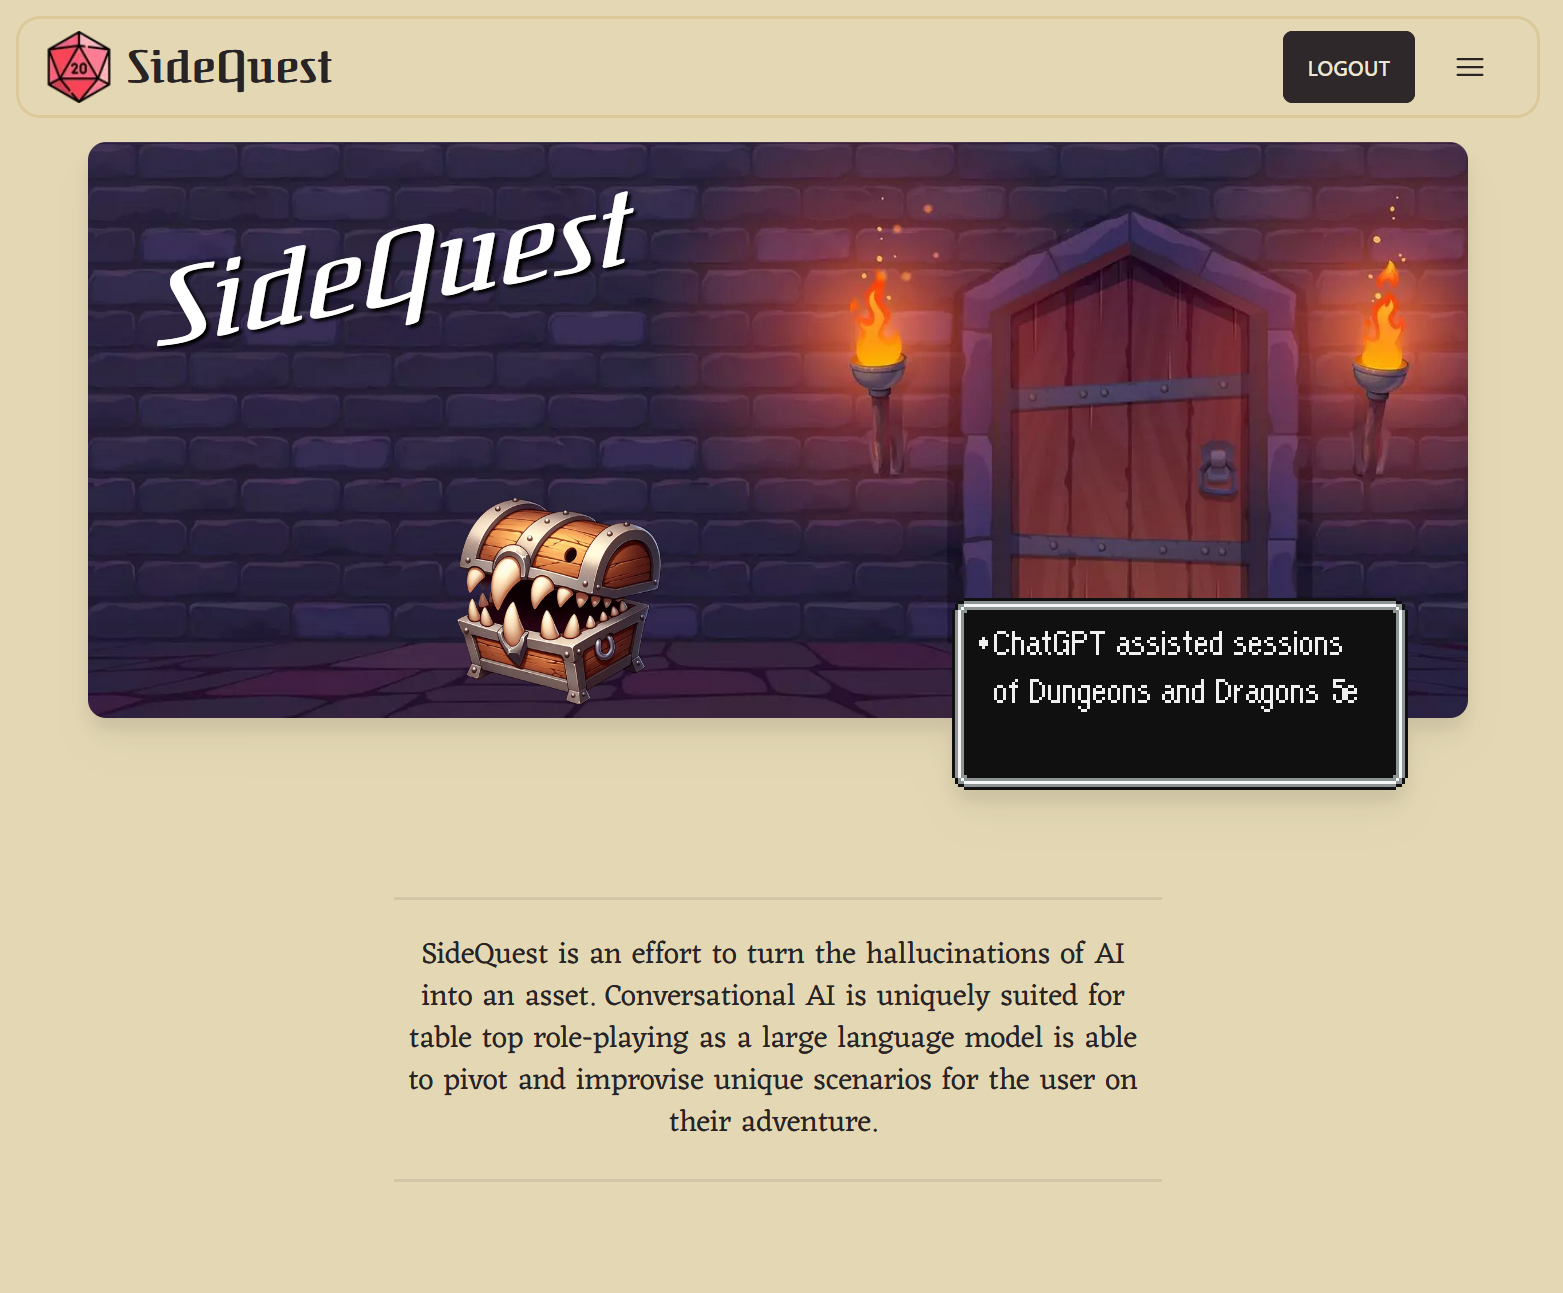 20
SideQuest
LOGOUT
SideQuest
•ChatGPT assisted sessions
of Dungeons and Dragons 5e
SideQuest is an effort to turn the hallucinations of AI
into an asset. Conversational AI is uniquely suited for
table top role-playing as a large language model is able
to pivot and improvise unique scenarios for the user on
their adventure.